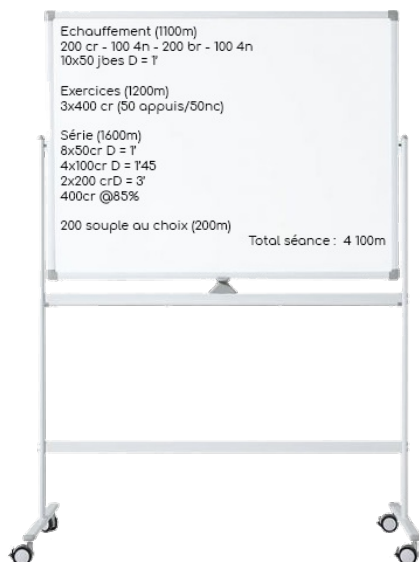 Echauffement (1100m)
200 cr - 100 4n - 200 br - 100 4n
10x50 jbes D = 1'
Exercices (1200m)
3x400 cr (50 appuis/50nc)
Série (1600m)
8x50cr D = 1'
4x100cr D = 1'45
2x200 crD = 3'
400cr @85%
200 souple au choix (200m)
Total séance : 4 100m